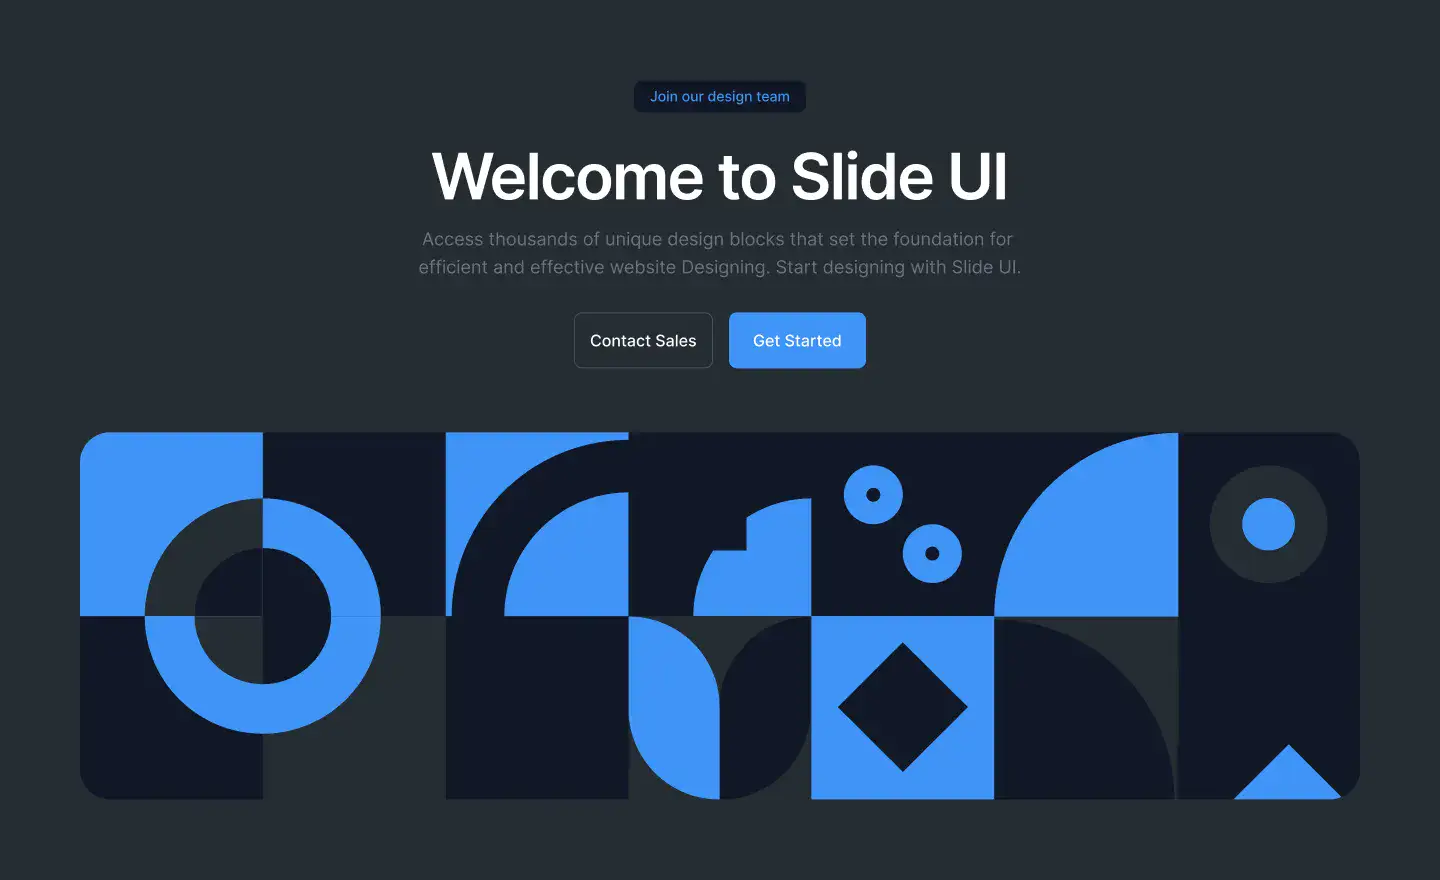 Join our design team
Welcome to Slide UI
Access thousands of unique design blocks that set the foundation for
efficient and effective website Designing. Start designing with Slide UI.
Contact Sales
Get Started